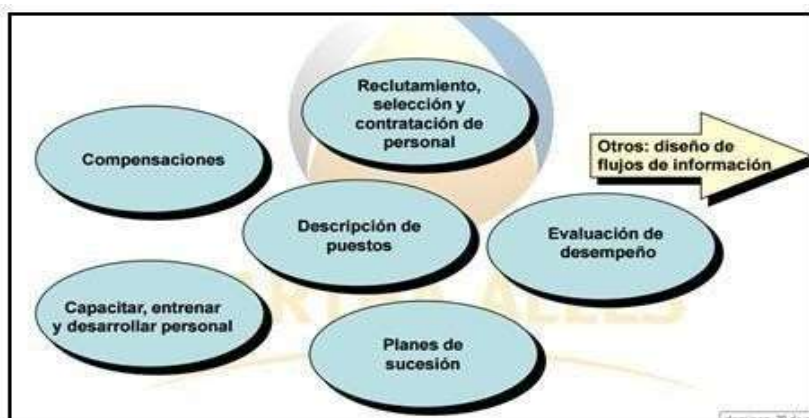 Reclutamiento,
selección y
contratación de
personal
Compensaciones
Otros: diseño de
flujos de información
Descripción de
puestos
Evaluación de
desempeño
Capacitar, entrenar
y desarrollar personal
Planes de
sucesión